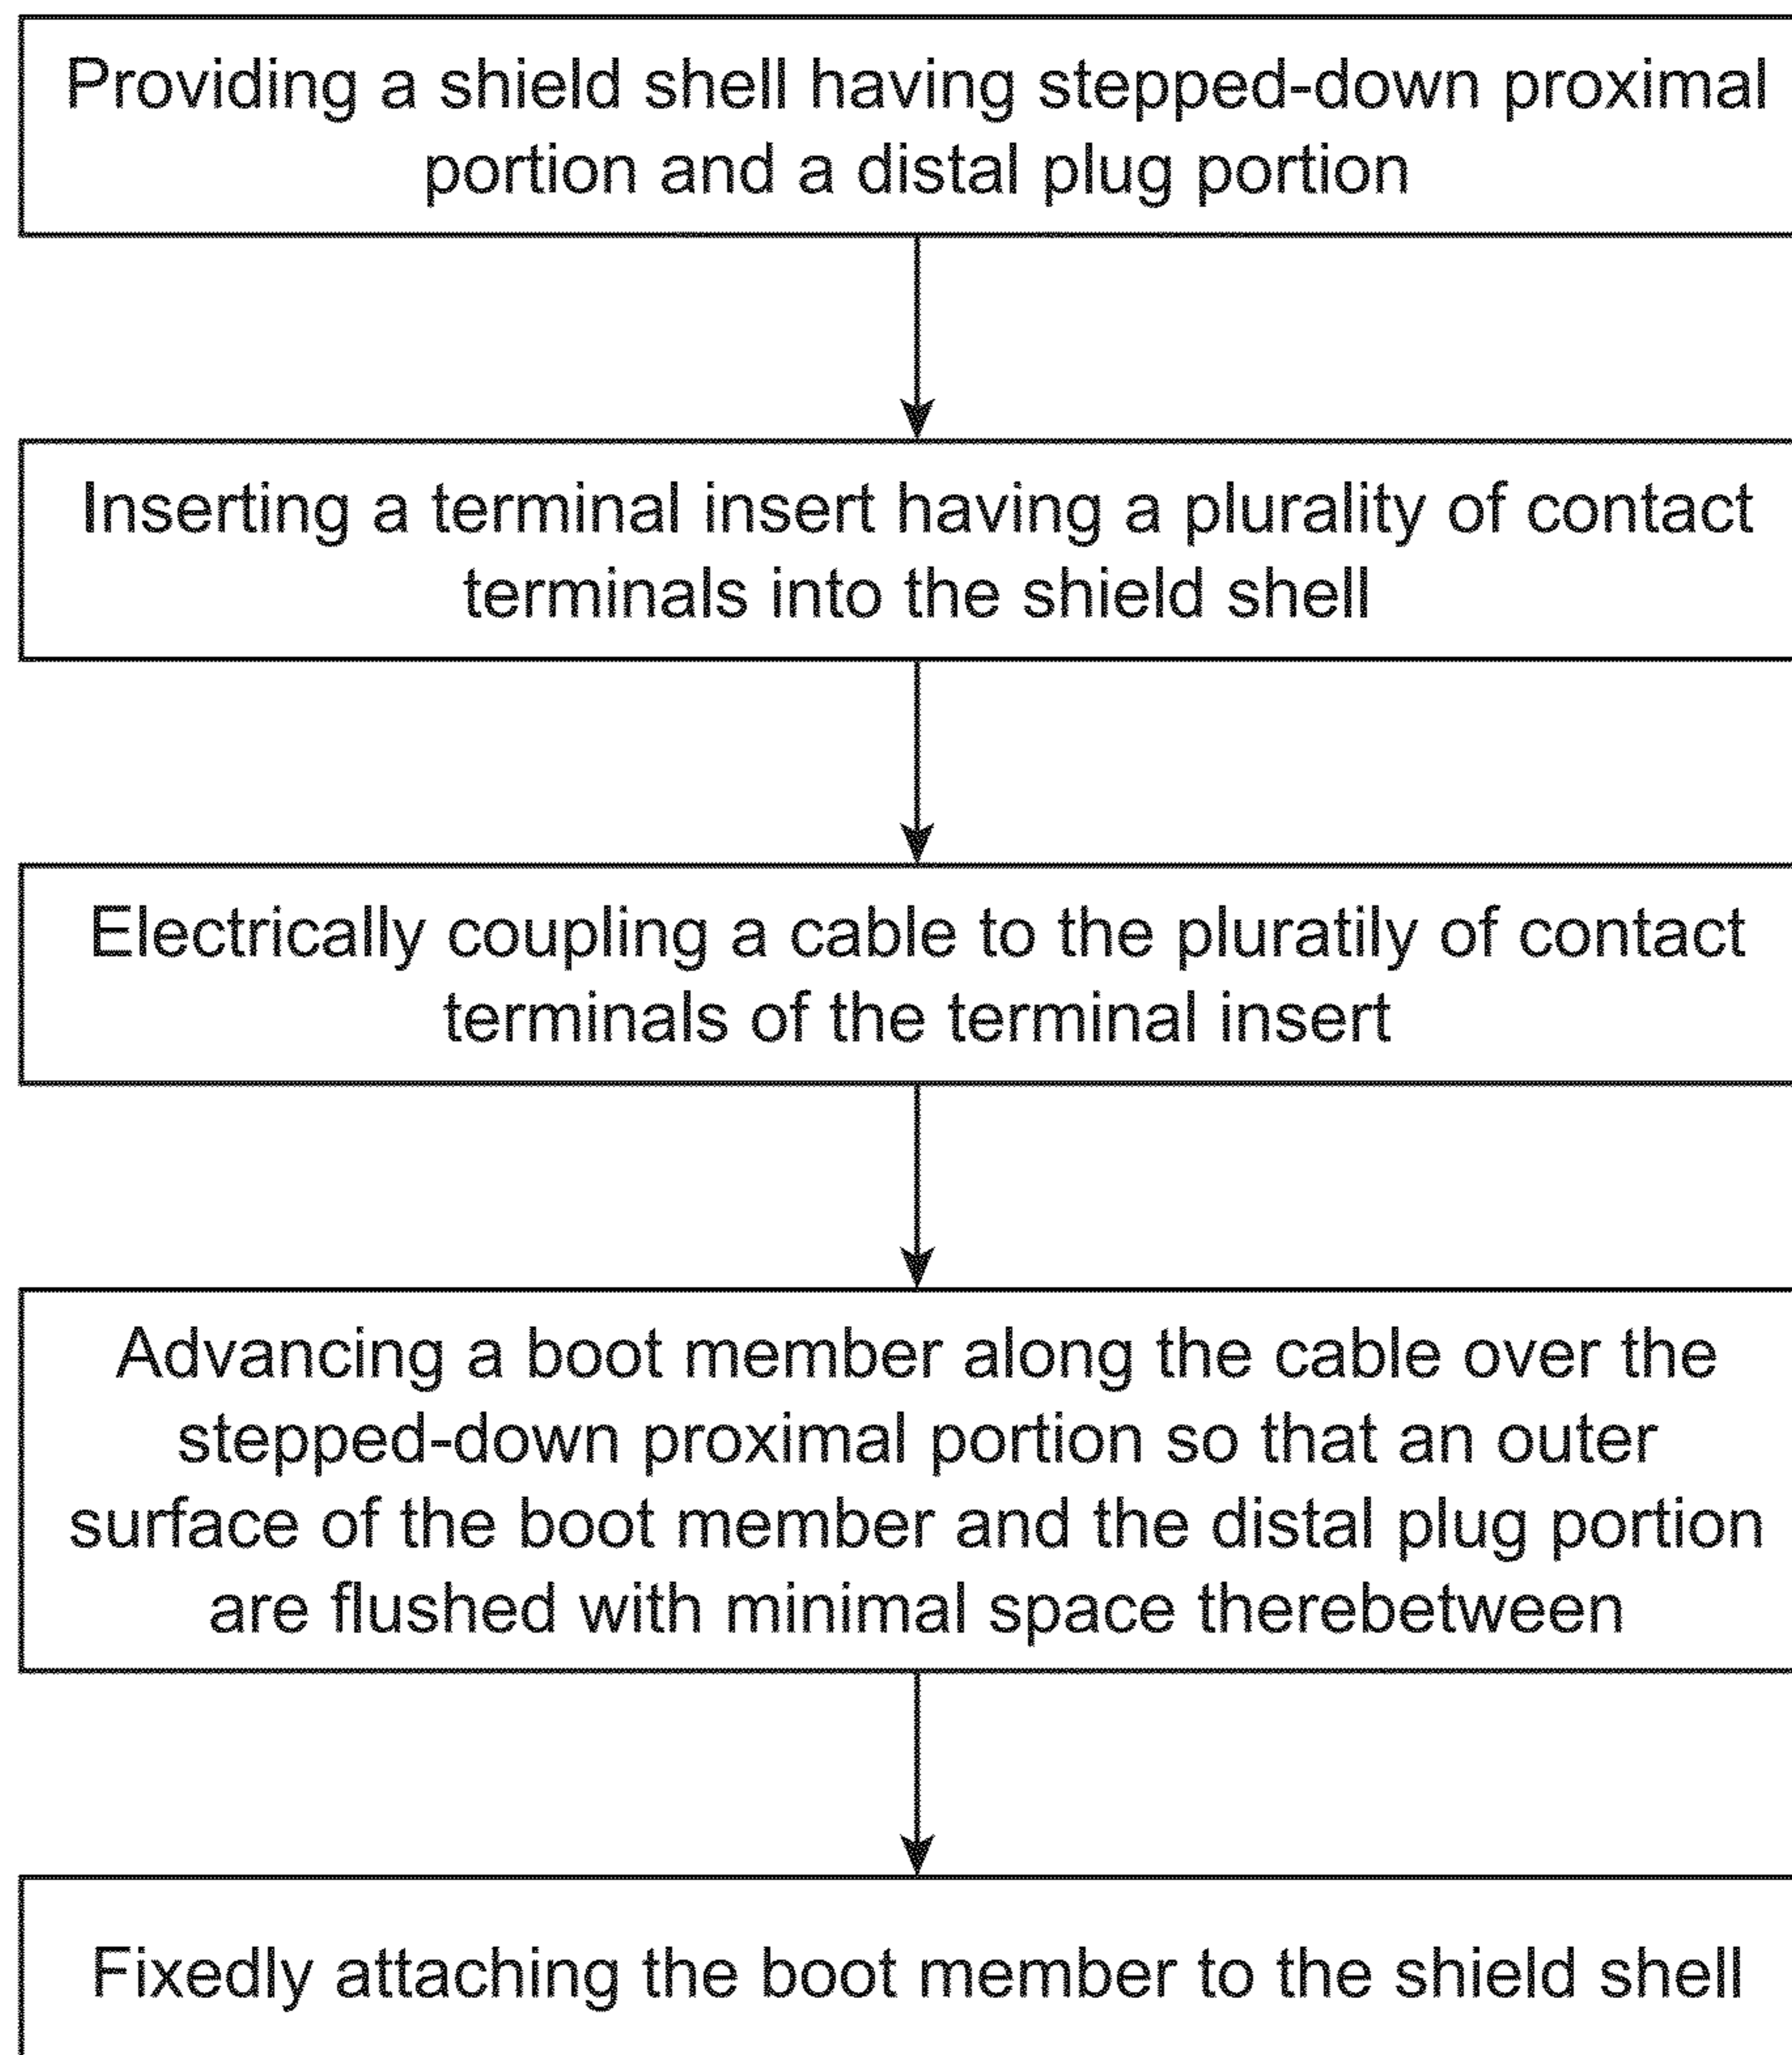 Providing a shield shell having stepped-down proximal
portion and a distal plug portion
Inserting a terminal insert having a plurality of contact
terminals into the shield shell
Electrically coupling a cable to the pluratily of contact
terminals of the terminal insert
Advancing a boot member along the cable over the
stepped-down proximal portion so that an outer
surface of the boot member and the distal plug portion
are flushed with minimal space therebetween
Fixedly attaching the boot member to the shield shell